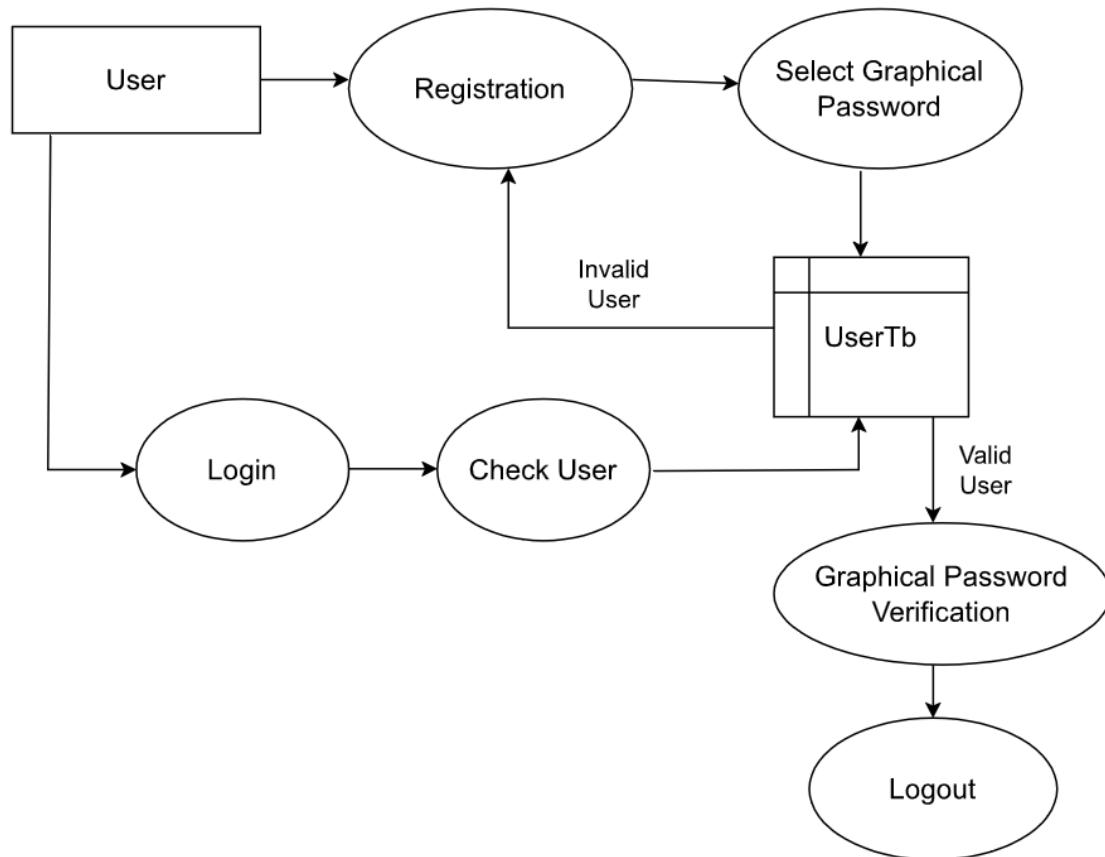 User
Registration
Select Graphical
Password
Invalid
User
UserTb
Login
Check User
Valid
User
Graphical Password
Verification
Logout